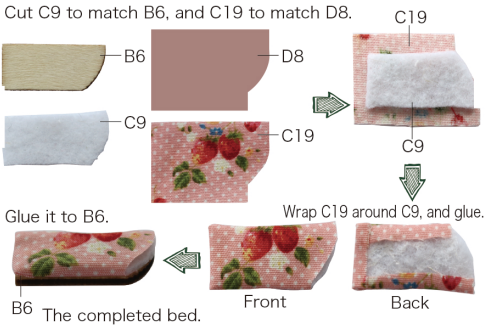 Cut C9 to match B6, and C19 to match D8.
B6
D8
C19
C9
C9
C19
Wrap C19 around C9, and glue.
Glue it to B6.
B6
The completed bed.
Front
Back